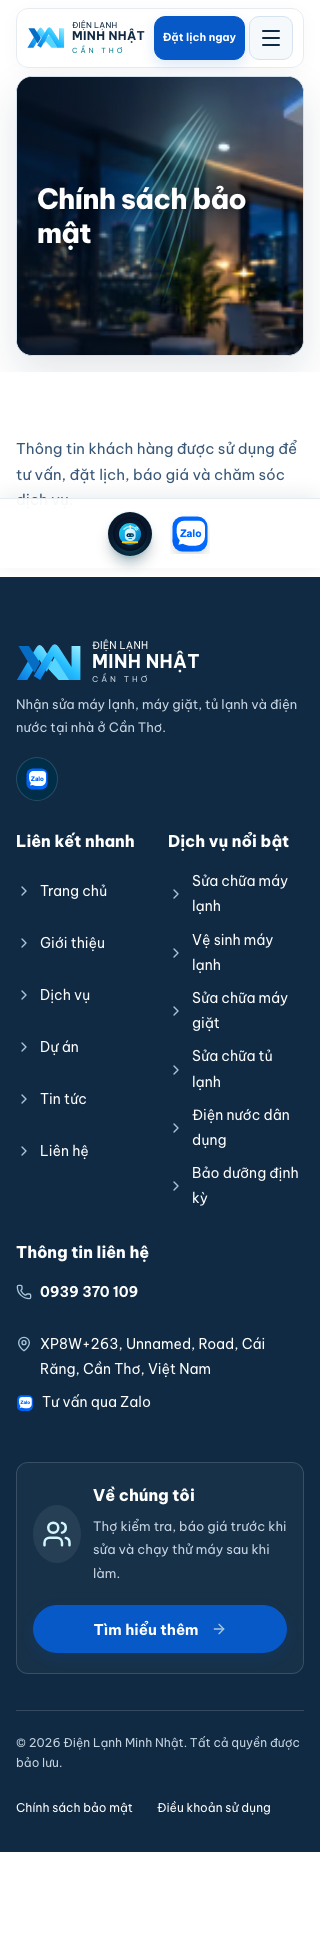 ĐIỆN LẠNH
MINH NHẬT
CẦN THƠ
Đặt lịch ngay
Chính sách bảo
mật
Thông tin khách hàng được sử dụng để
tư vấn, đặt lịch, báo giá và chăm sóc
Zalo
ĐIỆN LẠNH
MINH NHẬT
CẦN THƠ
Nhận sửa máy lạnh, máy giặt, tủ lạnh và điện
nước tại nhà ở Cần Thơ.
Zalo
Liên kết nhanh
Trang chủ
Giới thiệu
Dịch vụ
Dự án
Tin tức
Liên hệ
Dịch vụ nổi bật
Sửa chữa máy
lạnh
Vệ sinh máy
lạnh
Sửa chữa máy
giặt
Sửa chữa tủ
lạnh
Điện nước dân
dụng
Bảo dưỡng định
kỳ
Thông tin liên hệ
0939 370 109
XP8W+263, Unnamed, Road, Cái
Răng, Cần Thơ, Việt Nam
Zalo
Tư vấn qua Zalo
Về chúng tôi
Thợ kiểm tra, báo giá trước khi
sửa và chạy thử máy sau khi
làm.
Tìm hiểu thêm
© 2026 Điện Lạnh Minh Nhật. Tất cả quyền được
bảo lưu.
Chính sách bảo mật
Điều khoản sử dụng